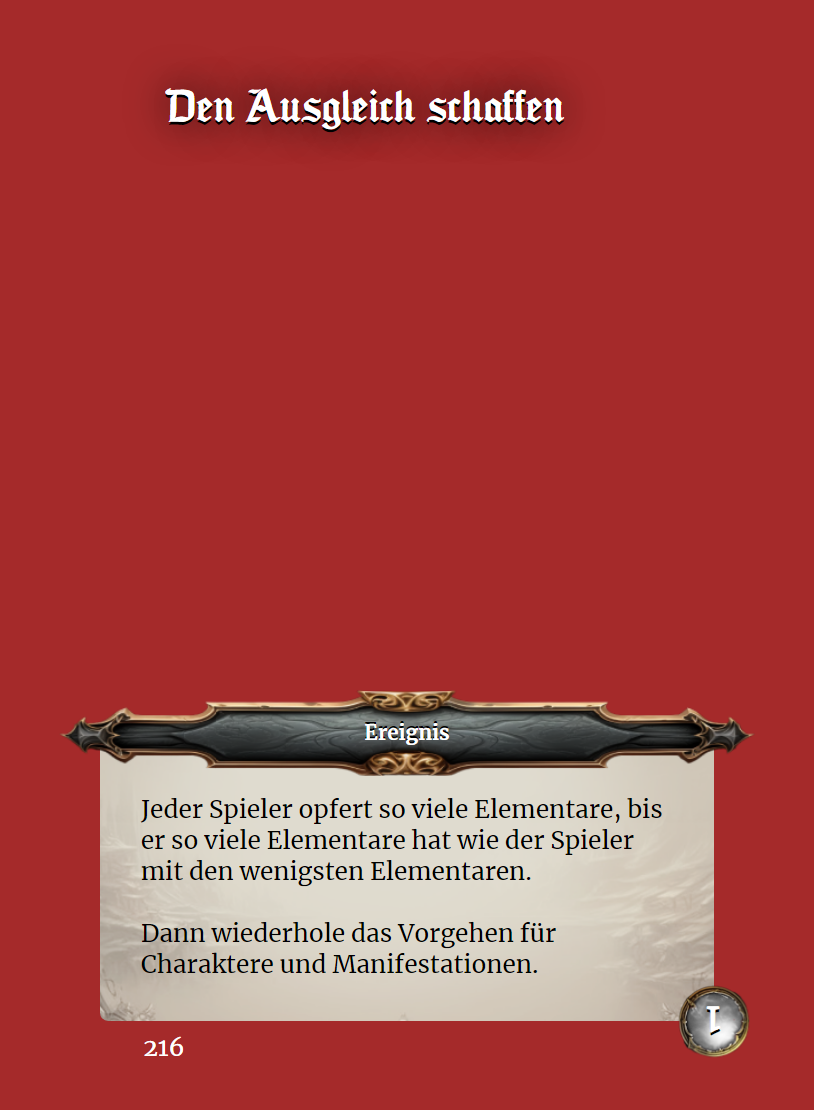 Den Ausgleich schaffen
Ereignis
Jeder Spieler opfert so viele Elementare, bis
er so viele Elementare hat wie der Spieler
mit den wenigsten Elementaren.
Dann wiederhole das Vorgehen für
Charaktere und Manifestationen.
1
216